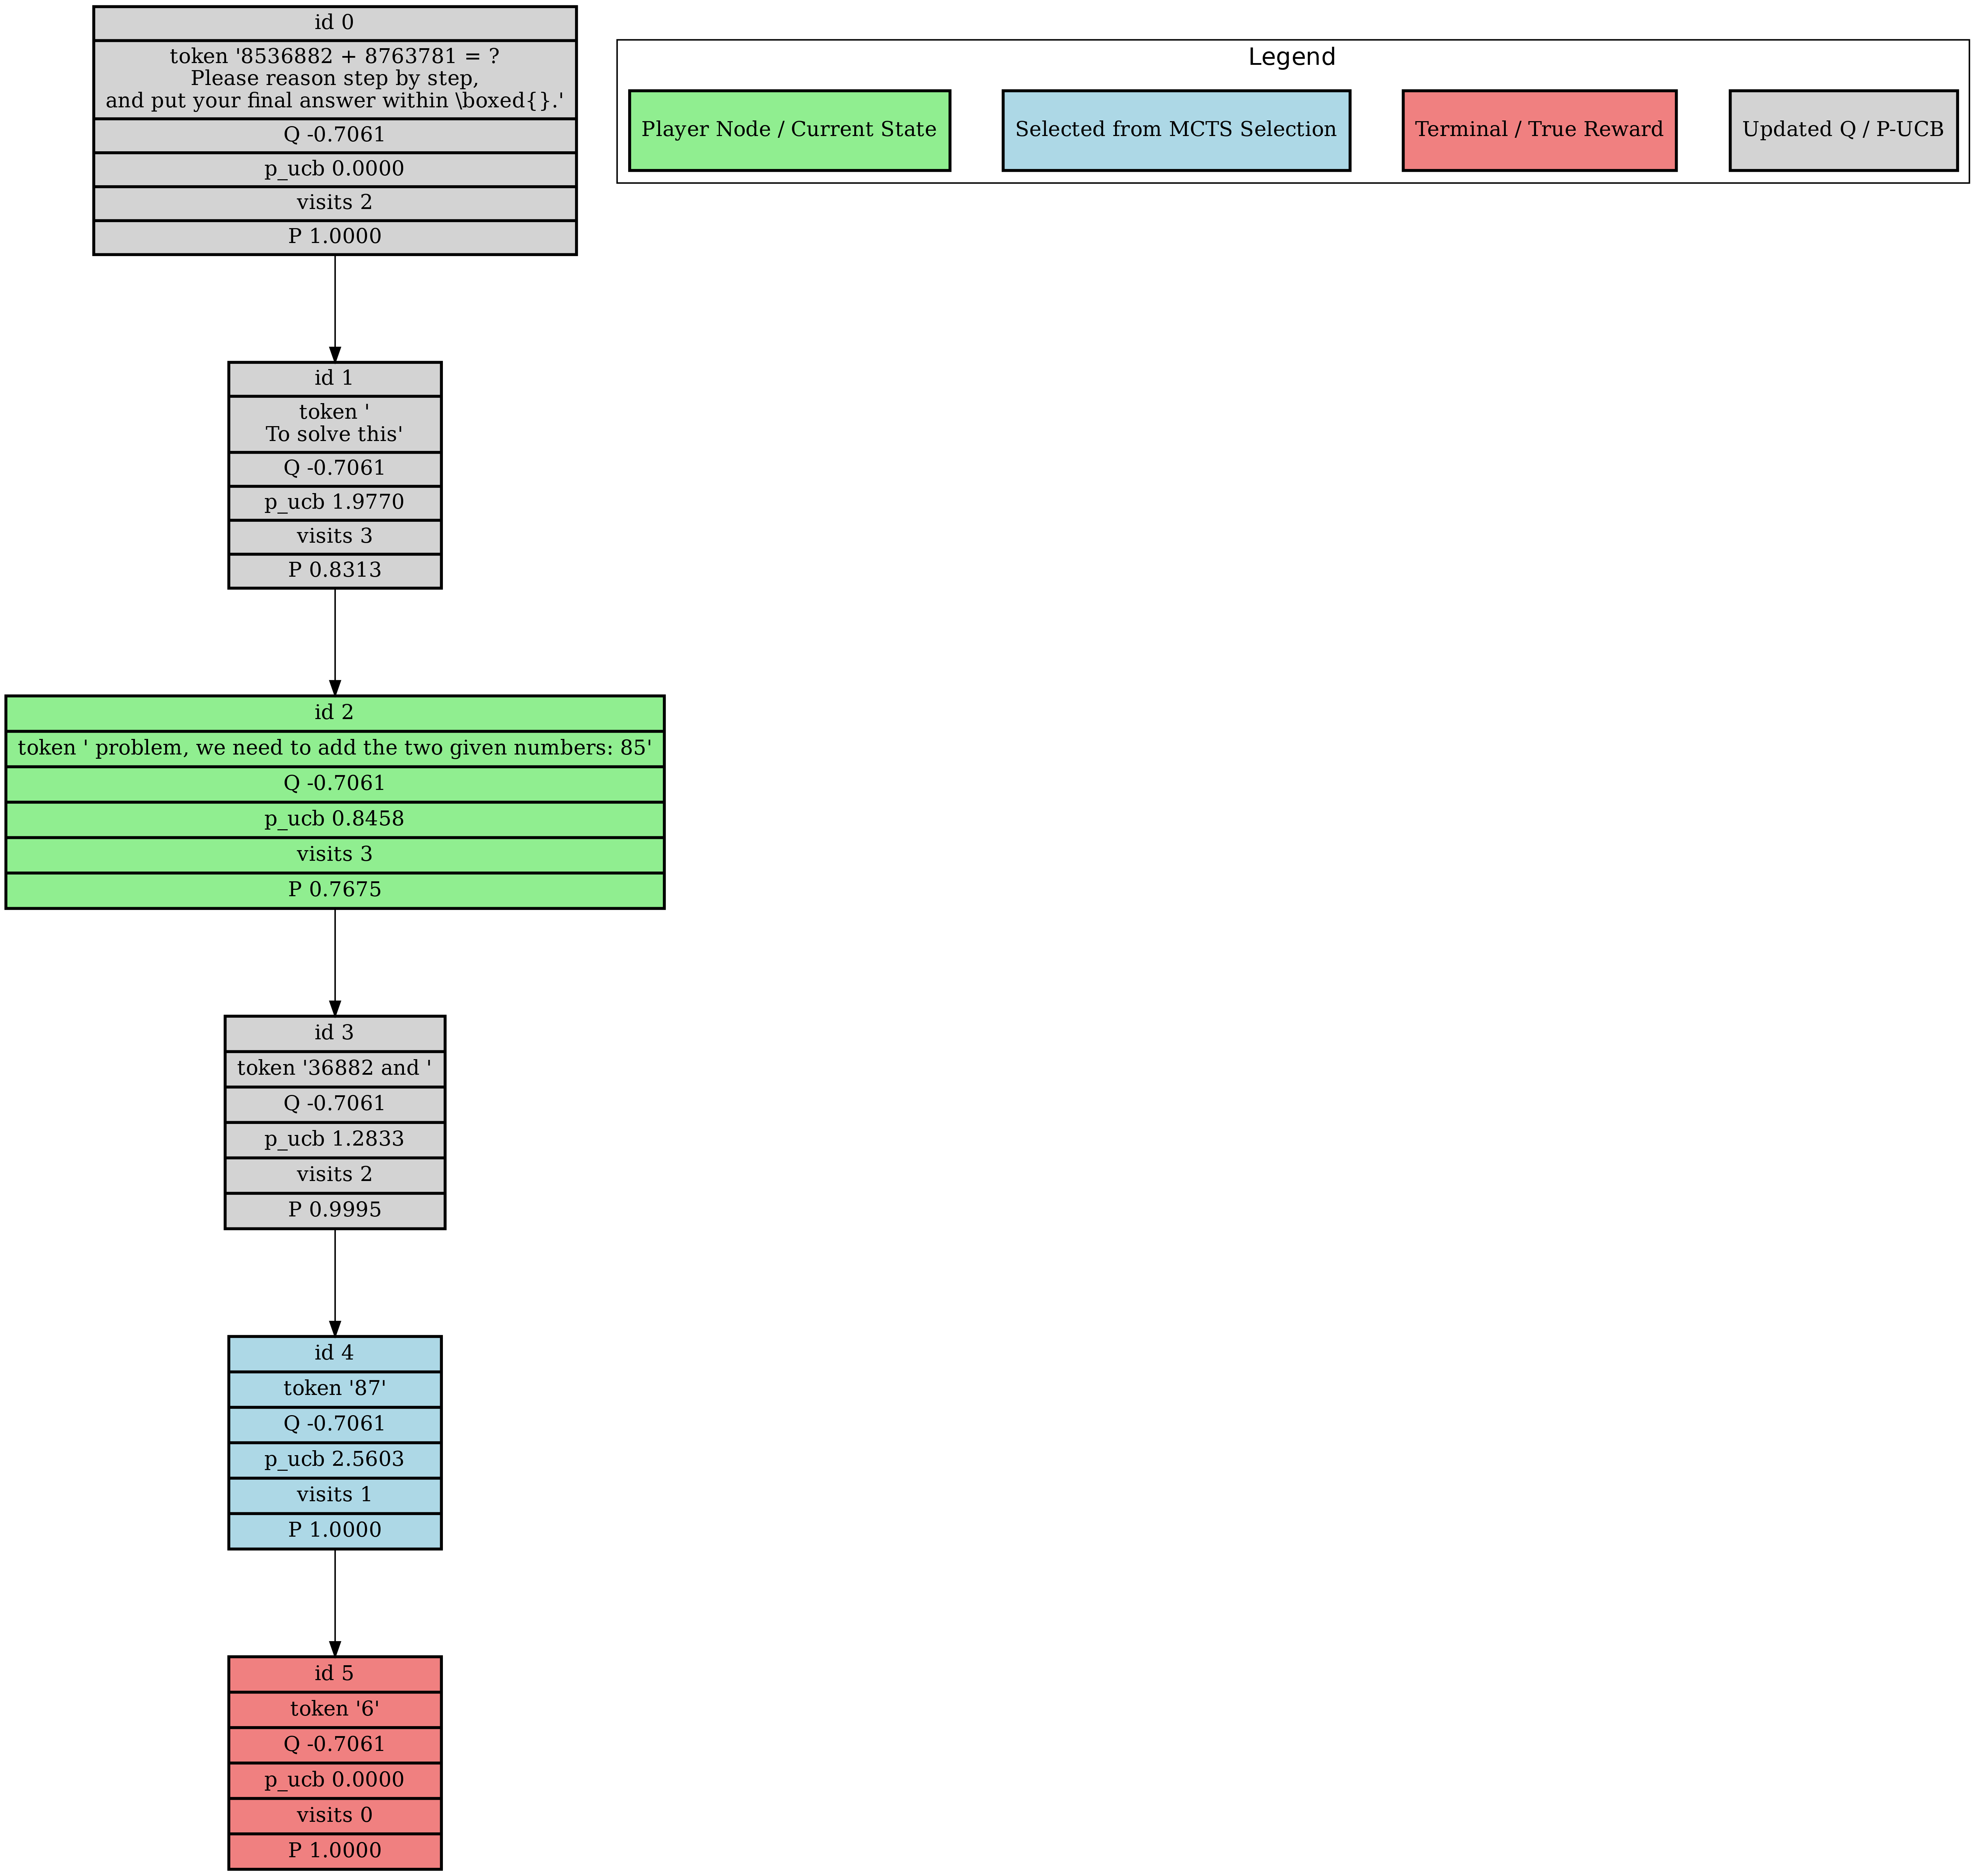 id 0
token '8536882 + 8763781 = ?
Please reason step by step,
and put your final answer within \boxed{}.'
Q -0.7061
p_ucb 0.0000
visits 2
P 1.0000
Legend
Player Node / Current State
Selected from MCTS Selection
Terminal / True Reward
Updated Q / P-UCB
id 1
token '
To solve this'
Q -0.7061
p_ucb 1.9770
visits 3
P 0.8313
id 2
token ' problem, we need to add the two given numbers: 85'
Q -0.7061
p_ucb 0.8458
visits 3
P 0.7675
id 3
token '36882 and '
Q -0.7061
p_ucb 1.2833
visits 2
P 0.9995
id 4
token '87'
Q -0.7061
p_ucb 2.5603
visits 1
P 1.0000
id 5
token '6'
Q -0.7061
p_ucb 0.0000
visits 0
P 1.0000